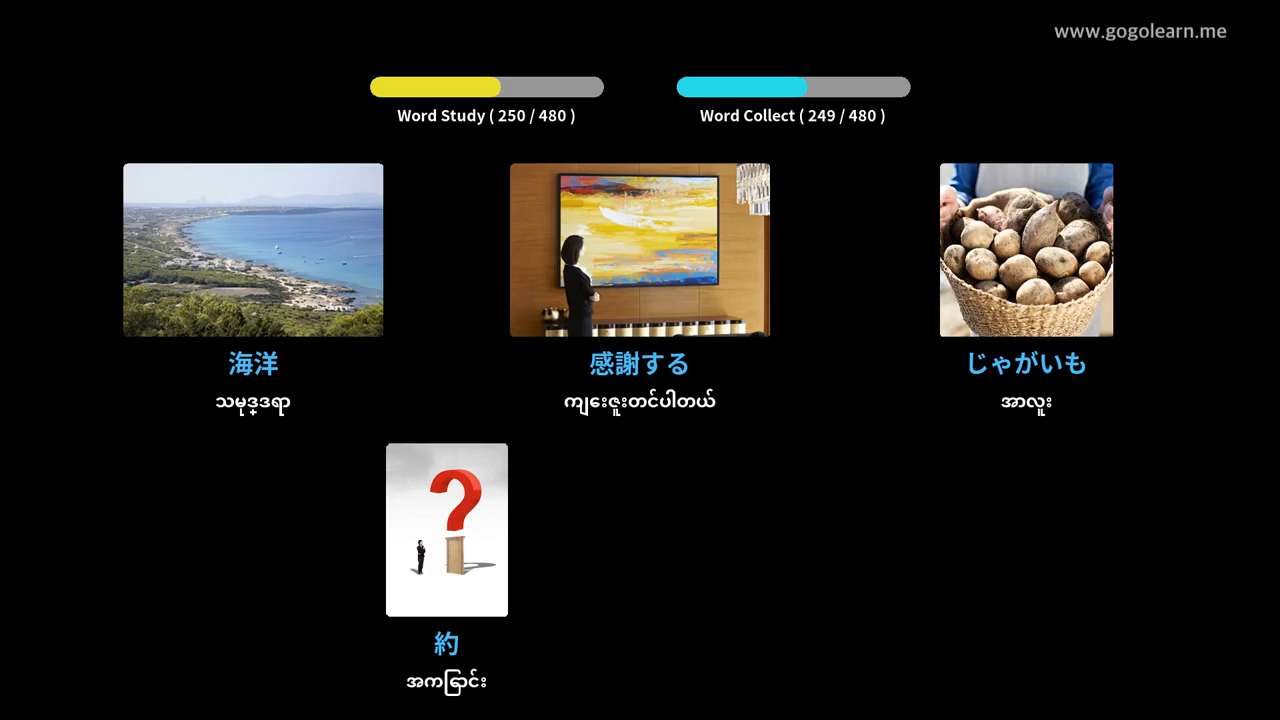 www.gogolearn.me
Word Study ( 250 / 480 )
Word Collect ( 249 / 480 )
海洋
感謝する
じゃがいも
သမုဒ္ဒရာ
ကျေးဇူးတင်ပါတယ်
အာလူး
約
အကြောင်း